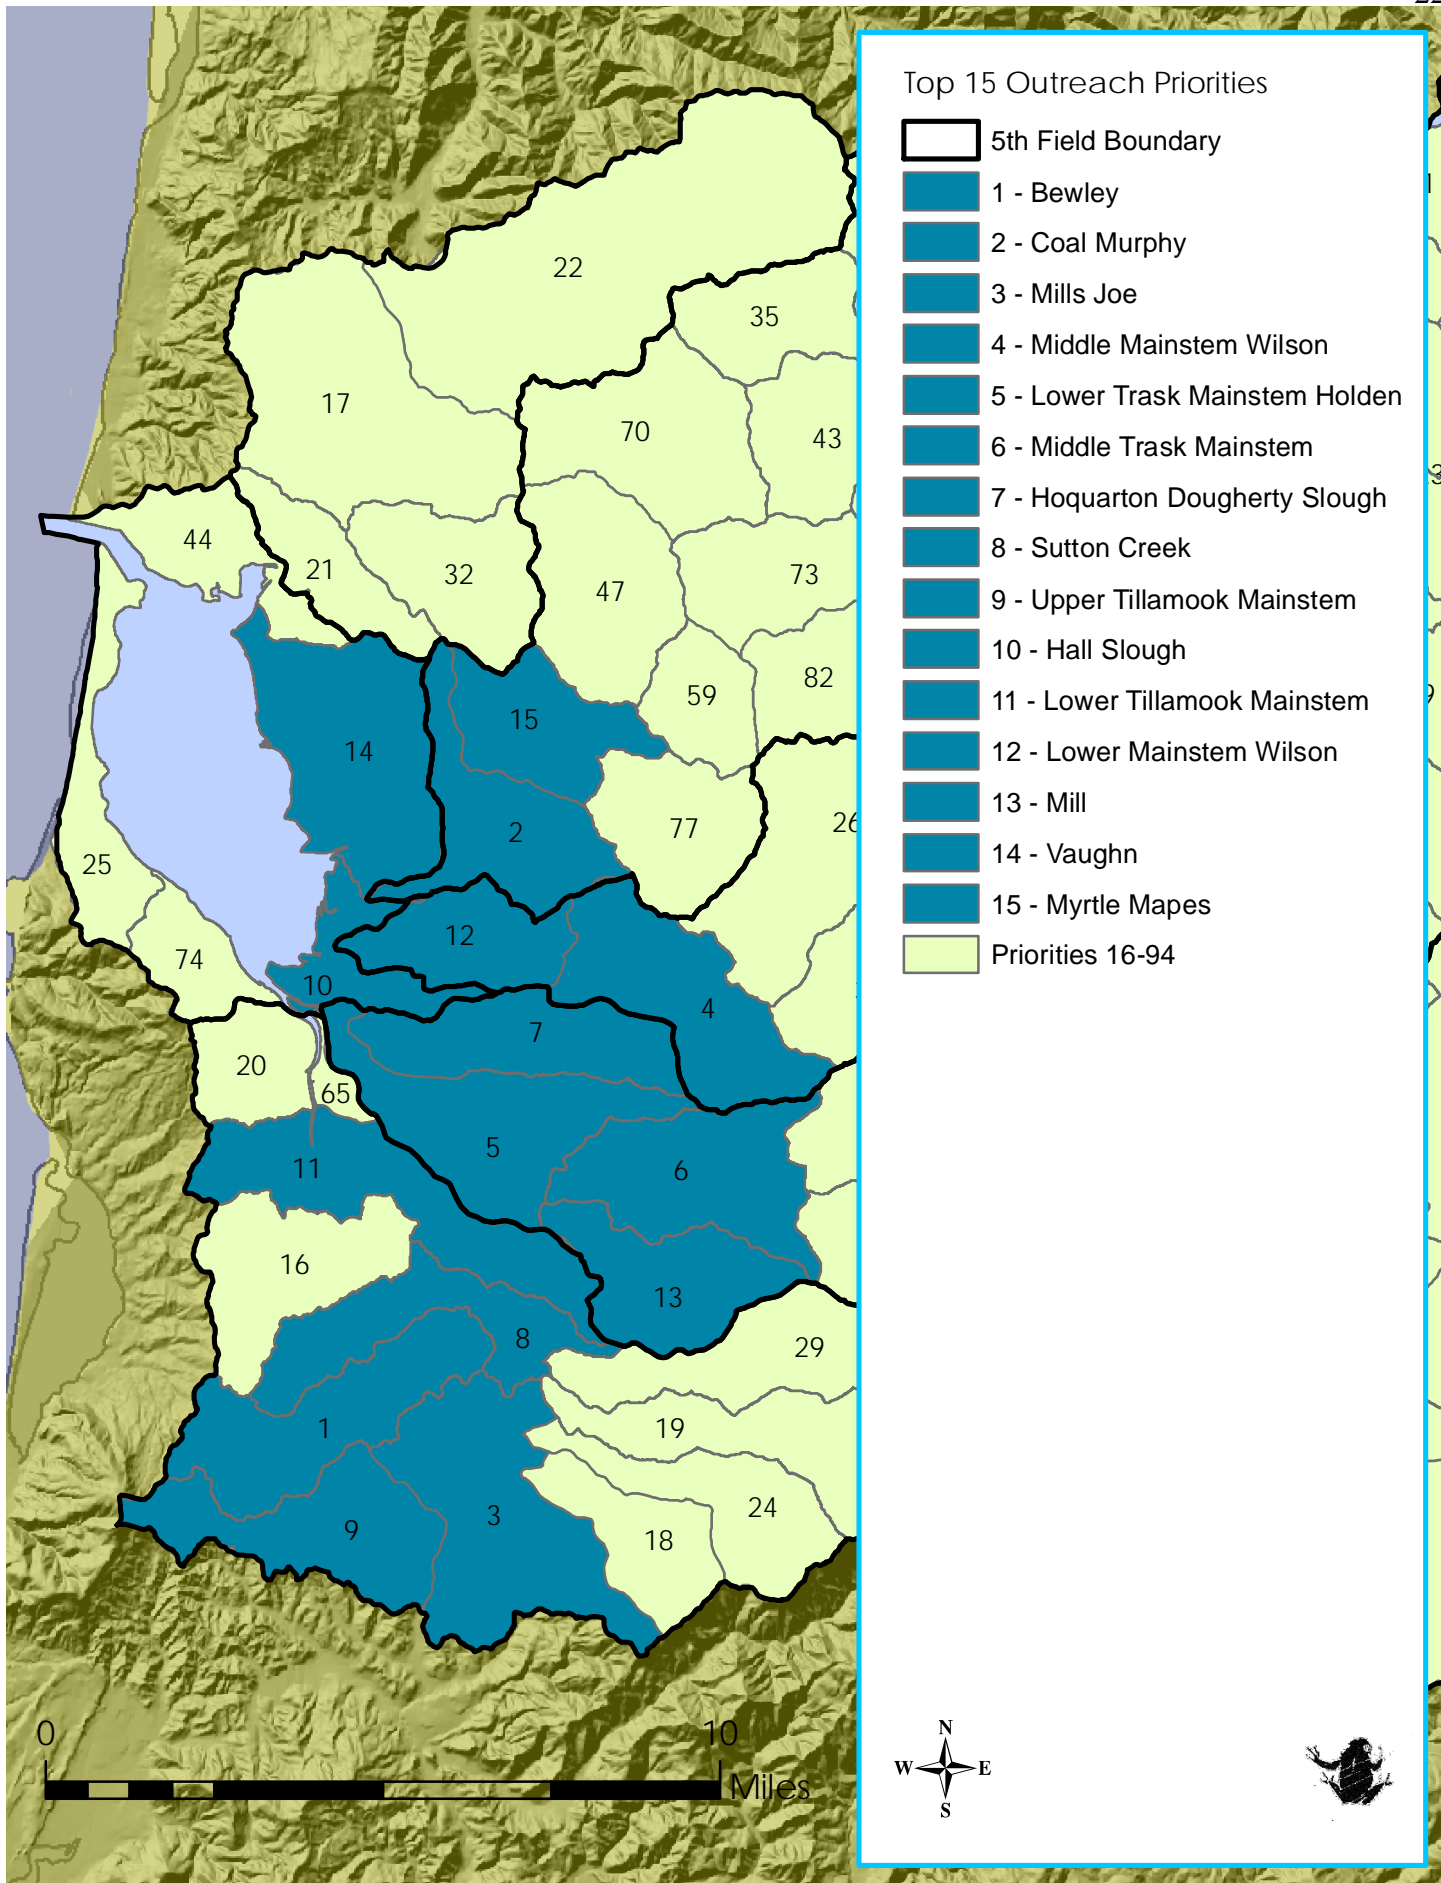 Top 15 Outreach Priorities
5th Field Boundary
1 - Bewley
2 - Coal Murphy
3 - Mills Joe
4 - Middle Mainstem Wilson
5 - Lower Trask Mainstem Holden
6 - Middle Trask Mainstem
7 - Hoquarton Dougherty Slough
8 - Sutton Creek
9 - Upper Tillamook Mainstem
10 - Hall Slough
11 - Lower Tillamook Mainstem
12 - Lower Mainstem Wilson
13 - Mill
14 - Vaughn
15 - Myrtle Mapes
Priorities 16-94
22
35
17
70
43
44
21
32
47
73
59
82
15
14
2
77
26
25
12
74
10
4
7
20
65
5
11
6
16
13
8
29
1
19
3
24
9
18
0
10
Miles
N
W
E
S